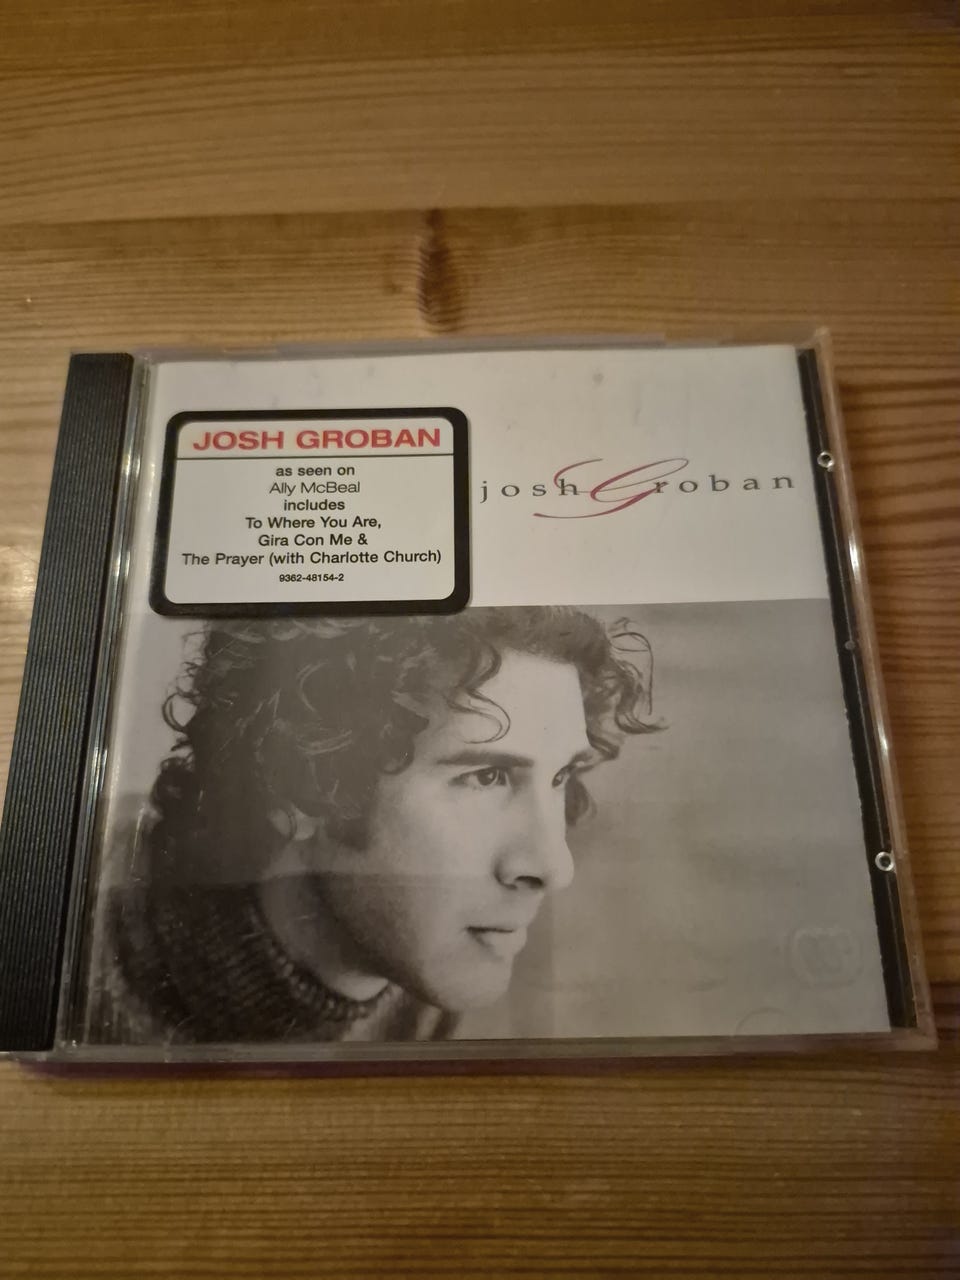 JOSH GROBAN
as seen on
Ally McBeal
includes
To Where You Are,
Gira Con Me &
The Prayer (with Charlotte Church)
9362-48154-2
josh Groban